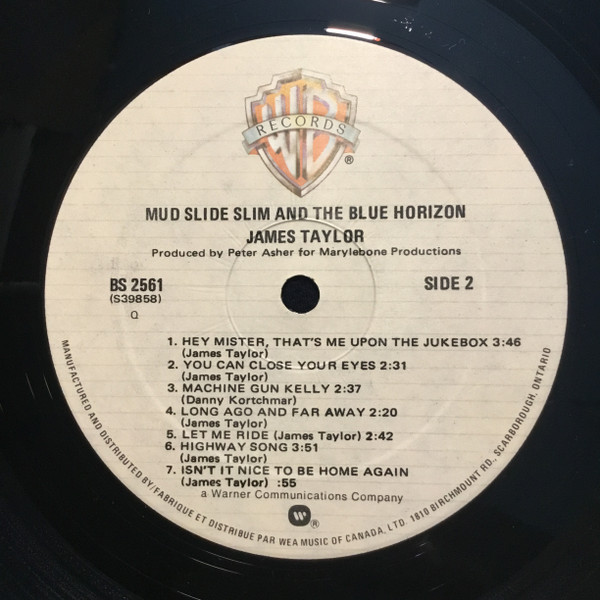 WB
RECORDS
®
MUD SLIDE SLIM AND THE BLUE HORIZON
JAMES TAYLOR
Produced by Peter Asher for Marylebone Productions
BS 2561
(S39858)
Q
SIDE 2
1. HEY MISTER, THAT'S ME UPON THE JUKEBOX 3:46
(James Taylor)
2. YOU CAN CLOSE YOUR EYES 2:31
(James Taylor)
3. MACHINE GUN KELLY 2:37
(Danny Kortchmar)
4. LONG AGO AND FAR AWAY 2:20
(James Taylor)
5. LET ME RIDE (James Taylor) 2:42
6. HIGHWAY SONG 3:51
(James Taylor)
7. ISN'T IT NICE TO BE HOME AGAIN
(James Taylor) :55
a Warner Communications Company
®
MANUFACTURED AND DISTRIBUTED BY/FABRIQUE ET DISTRIBUE PAR WEA MUSIC OF CANADA, LTD. 1810 BIRCHMOUNT RD., SCARBOROUGH, ONTARIO